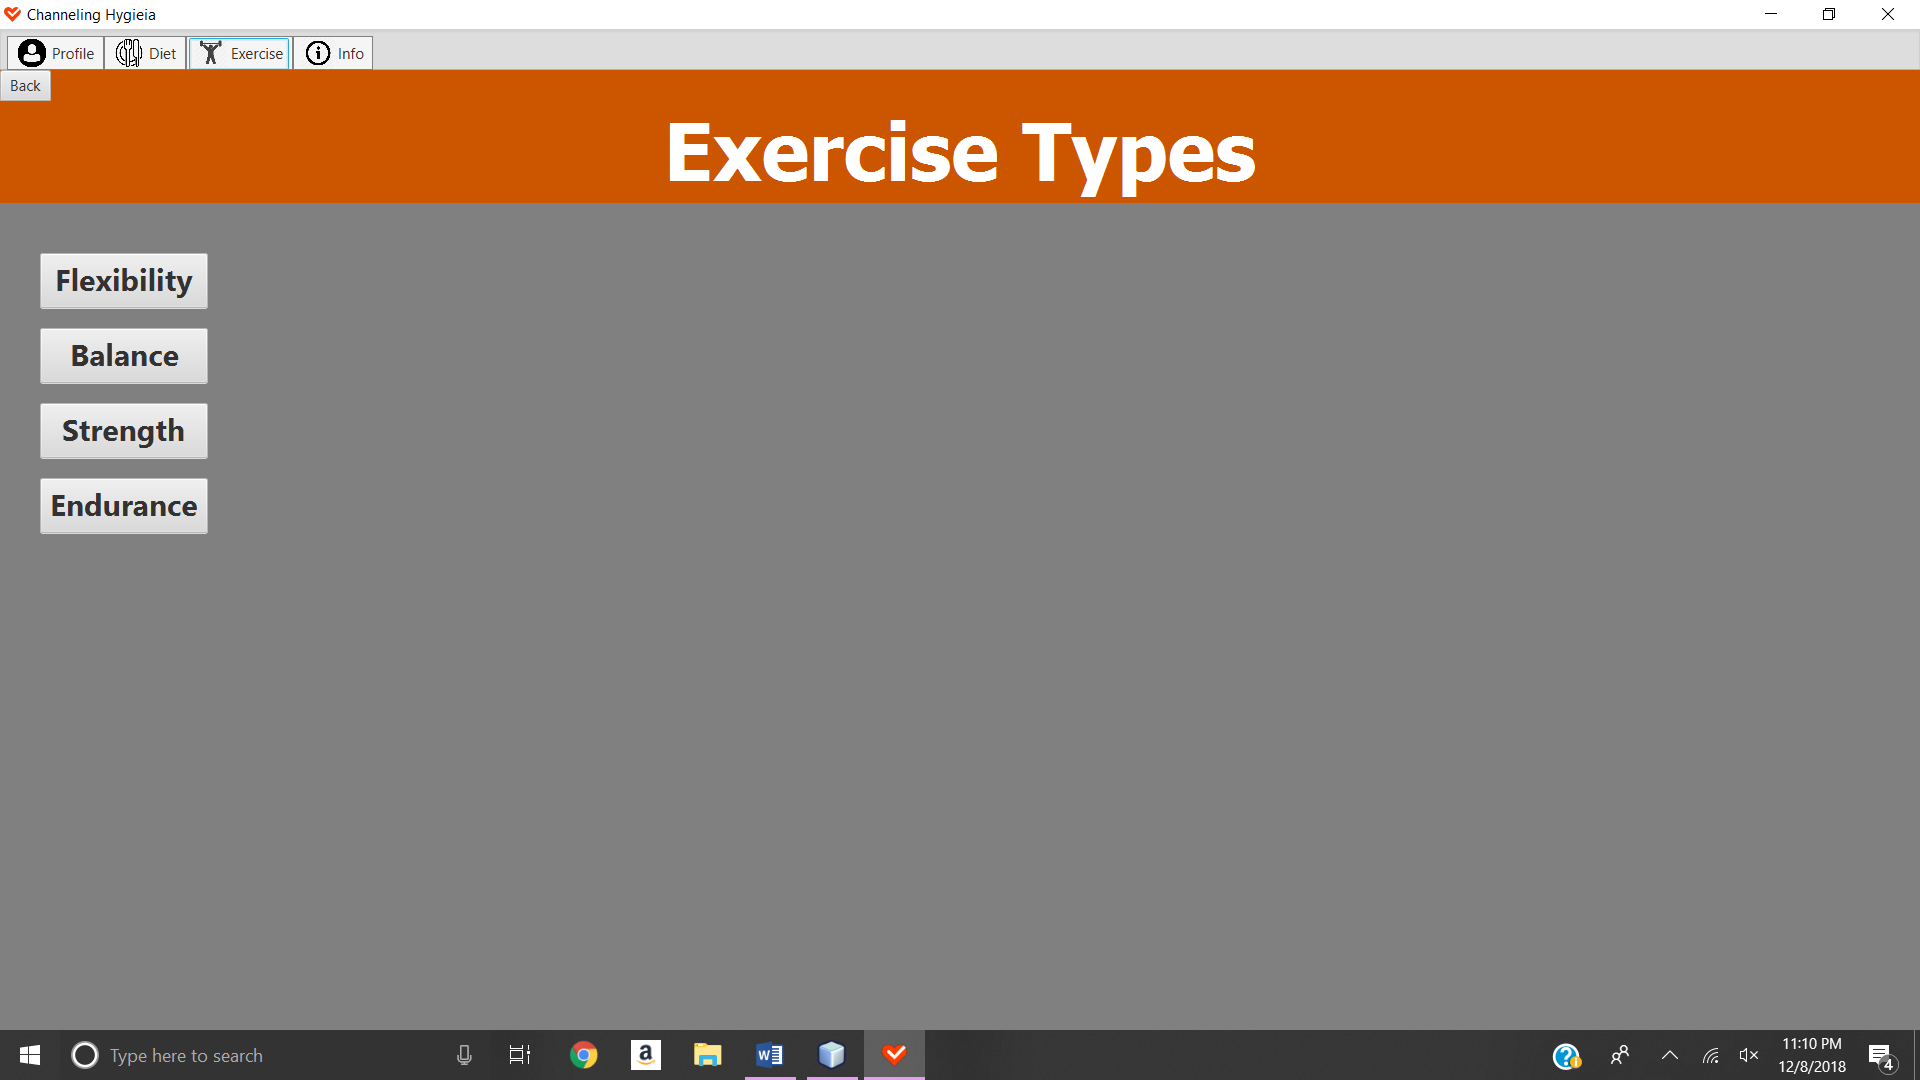 Channeling Hygieia
Profile Diet Exercise Info
Back
Exercise Types
Flexibility
Balance
Strength
Endurance
Type here to search
11:10 PM
12/8/2018
4